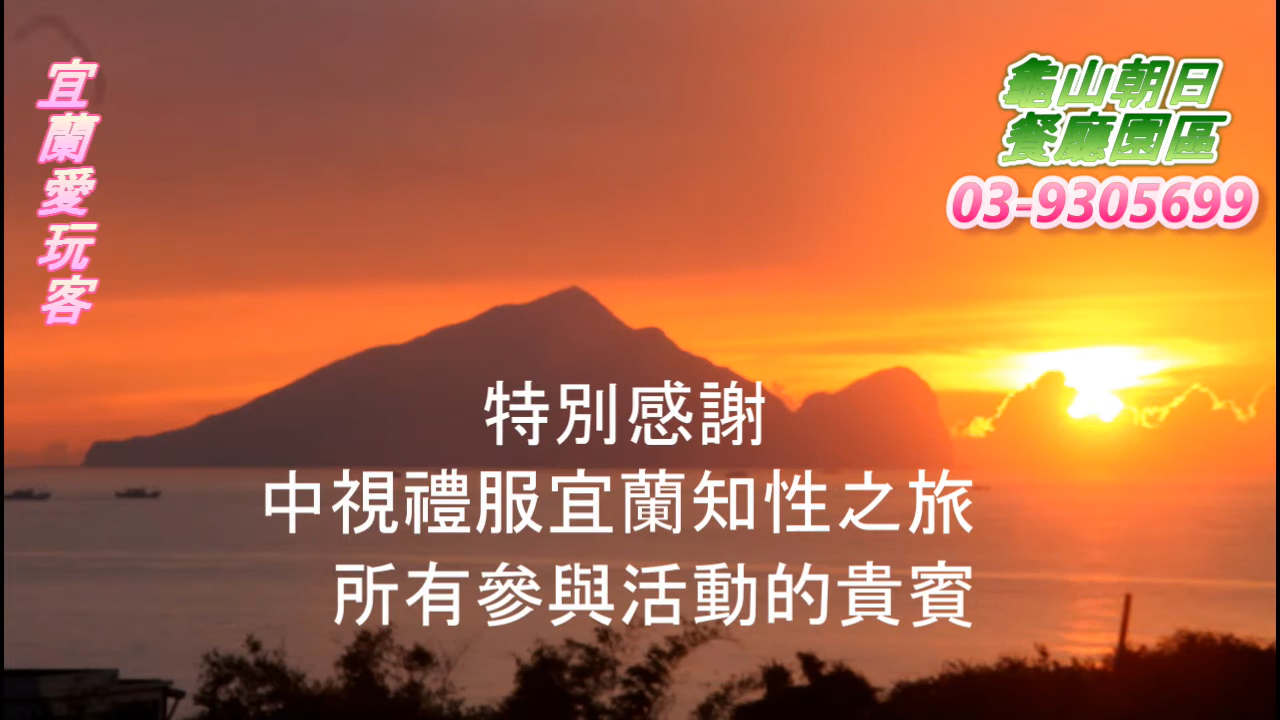 宜蘭愛玩客
龜山朝日
餐廳園區
03-9305699
特別感謝
中視禮服宜蘭知性之旅
所有參與活動的貴賓